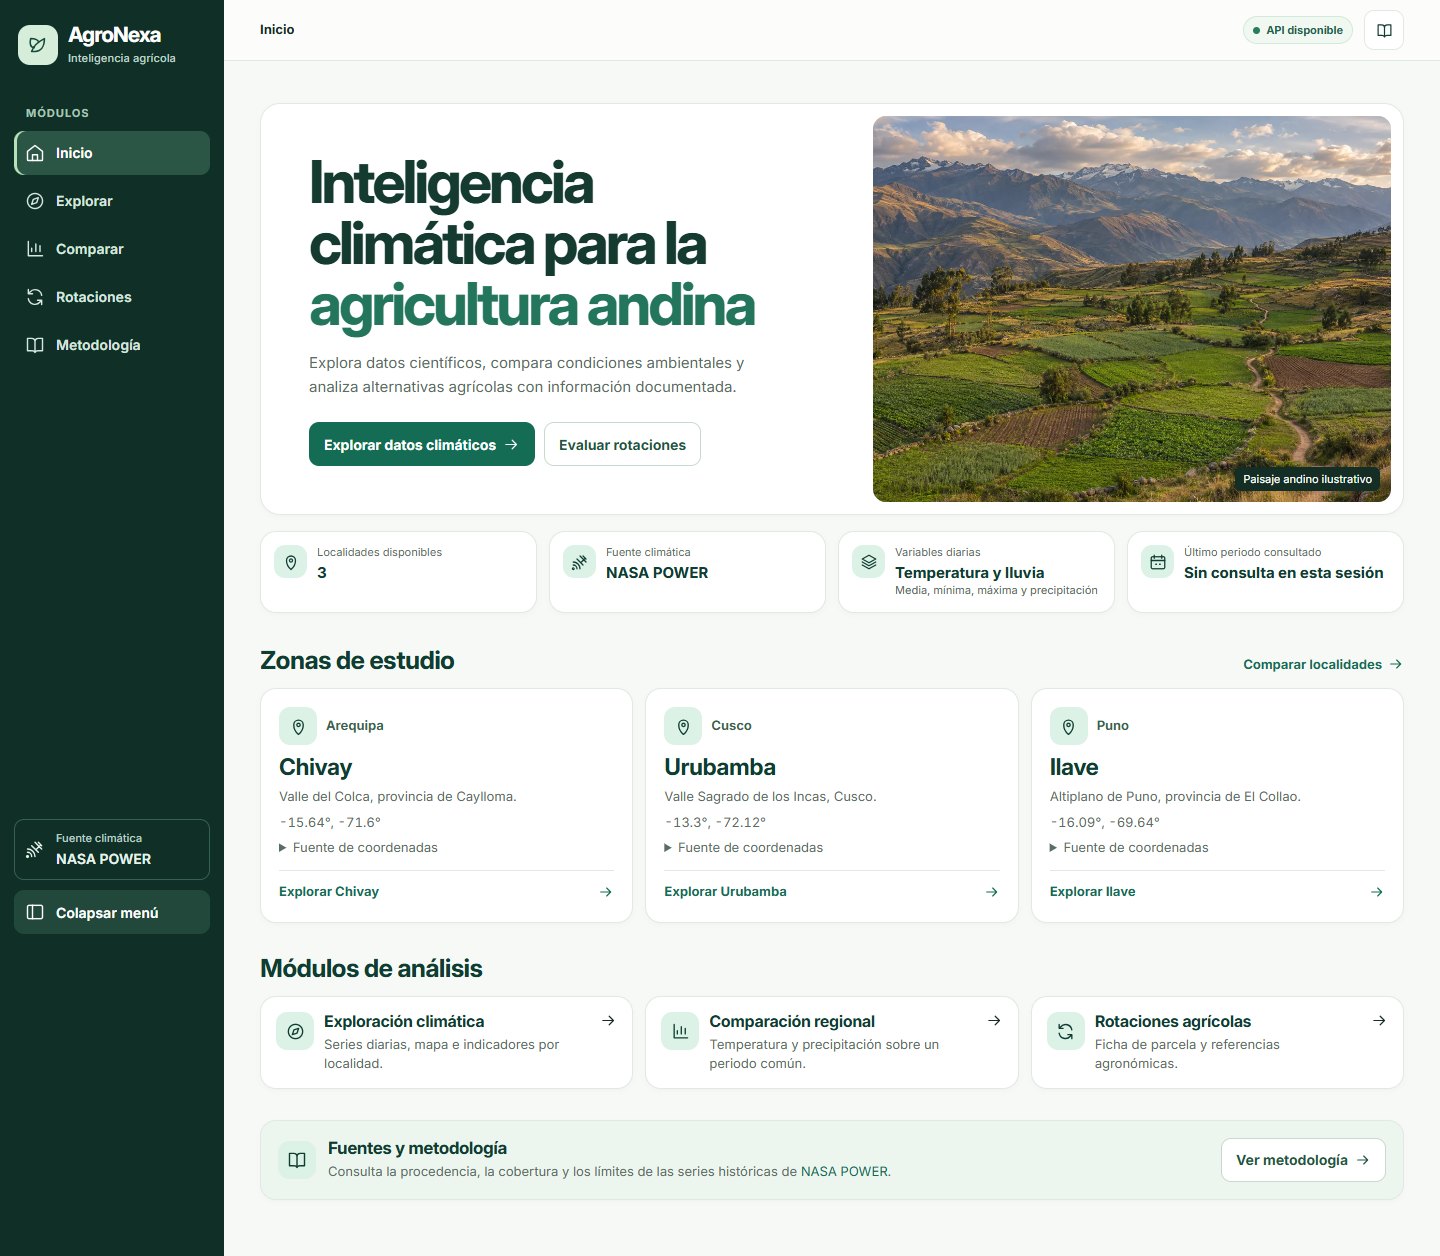 AgroNexa
Inteligencia agrícola
MÓDULOS
Inicio
Explorar
Comparar
Rotaciones
Metodología
Fuente climática
NASA POWER
Colapsar menú
Inicio
API disponible
Inteligencia
climática para la
agricultura andina
Explora datos científicos, compara condiciones ambientales y
analiza alternativas agrícolas con información documentada.
Explorar datos climáticos →
Evaluar rotaciones
Paisaje andino ilustrativo
Localidades disponibles
3
Fuente climática
NASA POWER
Variables diarias
Temperatura y lluvia
Media, mínima, máxima y precipitación
Último periodo consultado
Sin consulta en esta sesión
Zonas de estudio
Comparar localidades →
Arequipa
Chivay
Valle del Colca, provincia de Caylloma.
-15.64°, -71.6°
Fuente de coordenadas
Explorar Chivay →
Cusco
Urubamba
Valle Sagrado de los Incas, Cusco.
-13.3°, -72.12°
Fuente de coordenadas
Explorar Urubamba →
Puno
Ilave
Altiplano de Puno, provincia de El Collao.
-16.09°, -69.64°
Fuente de coordenadas
Explorar Ilave →
Módulos de análisis
Exploración climática →
Series diarias, mapa e indicadores por
localidad.
Comparación regional →
Temperatura y precipitación sobre un
periodo común.
Rotaciones agrícolas →
Ficha de parcela y referencias
agronómicas.
Fuentes y metodología
Consulta la procedencia, la cobertura y los límites de las series históricas de NASA POWER.
Ver metodología →